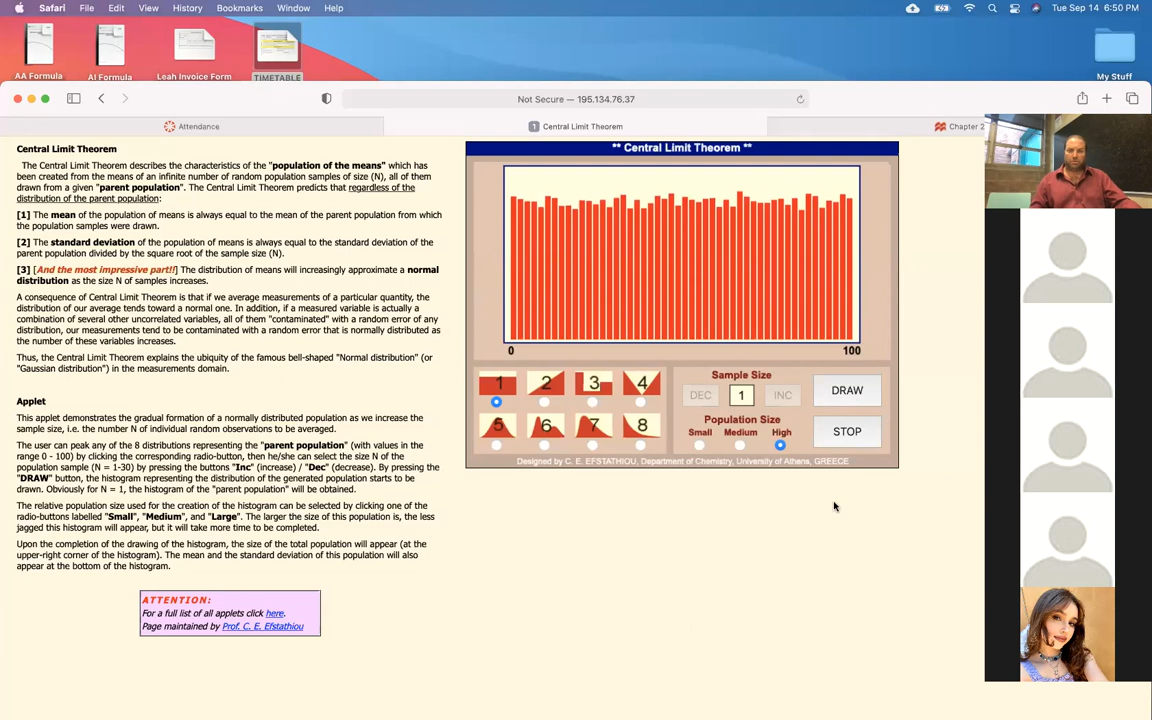 Safari File Edit View History Bookmarks Window Help
Tue Sep 14 6:50 PM
AA Formula
AI Formula
Leah Invoice Form
TIMETABLE
My Stuff
Not Secure — 195.134.76.37
Attendance
1 Central Limit Theorem
Chapter 2
Central Limit Theorem
The Central Limit Theorem describes the characteristics of the "population of the means" which has
been created from the means of an infinite number of random population samples of size (N), all of them
drawn from a given "parent population". The Central Limit Theorem predicts that regardless of the
distribution of the parent population:
[1] The mean of the population of means is always equal to the mean of the parent population from which
the population samples were drawn.
[2] The standard deviation of the population of means is always equal to the standard deviation of the
parent population divided by the square root of the sample size (N).
[3] [And the most impressive part!!] The distribution of means will increasingly approximate a normal
distribution as the size N of samples increases.
A consequence of Central Limit Theorem is that if we average measurements of a particular quantity, the
distribution of our average tends toward a normal one. In addition, if a measured variable is actually a
combination of several other uncorrelated variables, all of them "contaminated" with a random error of any
distribution, our measurements tend to be contaminated with a random error that is normally distributed as
the number of these variables increases.
Thus, the Central Limit Theorem explains the ubiquity of the famous bell-shaped "Normal distribution" (or
"Gaussian distribution") in the measurements domain.
Applet
This applet demonstrates the gradual formation of a normally distributed population as we increase the
sample size, i.e. the number N of individual random observations to be averaged.
The user can peak any of the 8 distributions representing the "parent population" (with values in the
range 0 - 100) by clicking the corresponding radio-button, then he/she can select the size N of the
population sample (N = 1-30) by pressing the buttons "Inc" (increase) / "Dec" (decrease). By pressing the
"DRAW" button, the histogram representing the distribution of the generated population starts to be
drawn. Obviously for N = 1, the histogram of the "parent population" will be obtained.
The relative population size used for the creation of the histogram can be selected by clicking one of the
radio-buttons labelled "Small", "Medium", and "Large". The larger the size of this population is, the less
jagged this histogram will appear, but it will take more time to be completed.
Upon the completion of the drawing of the histogram, the size of the total population will appear (at the
upper-right corner of the histogram). The mean and the standard deviation of this population will also
appear at the bottom of the histogram.
ATTENTION:
For a full list of all applets click here.
Page maintained by Prof. C. E. Efstathiou
** Central Limit Theorem **
0 100
1 2 3 4
5 6 7 8
Sample Size
DEC 1 INC
Population Size
Small Medium High
DRAW
STOP
Designed by C. E. EFSTATHIOU, Department of Chemistry, University of Athens, GREECE